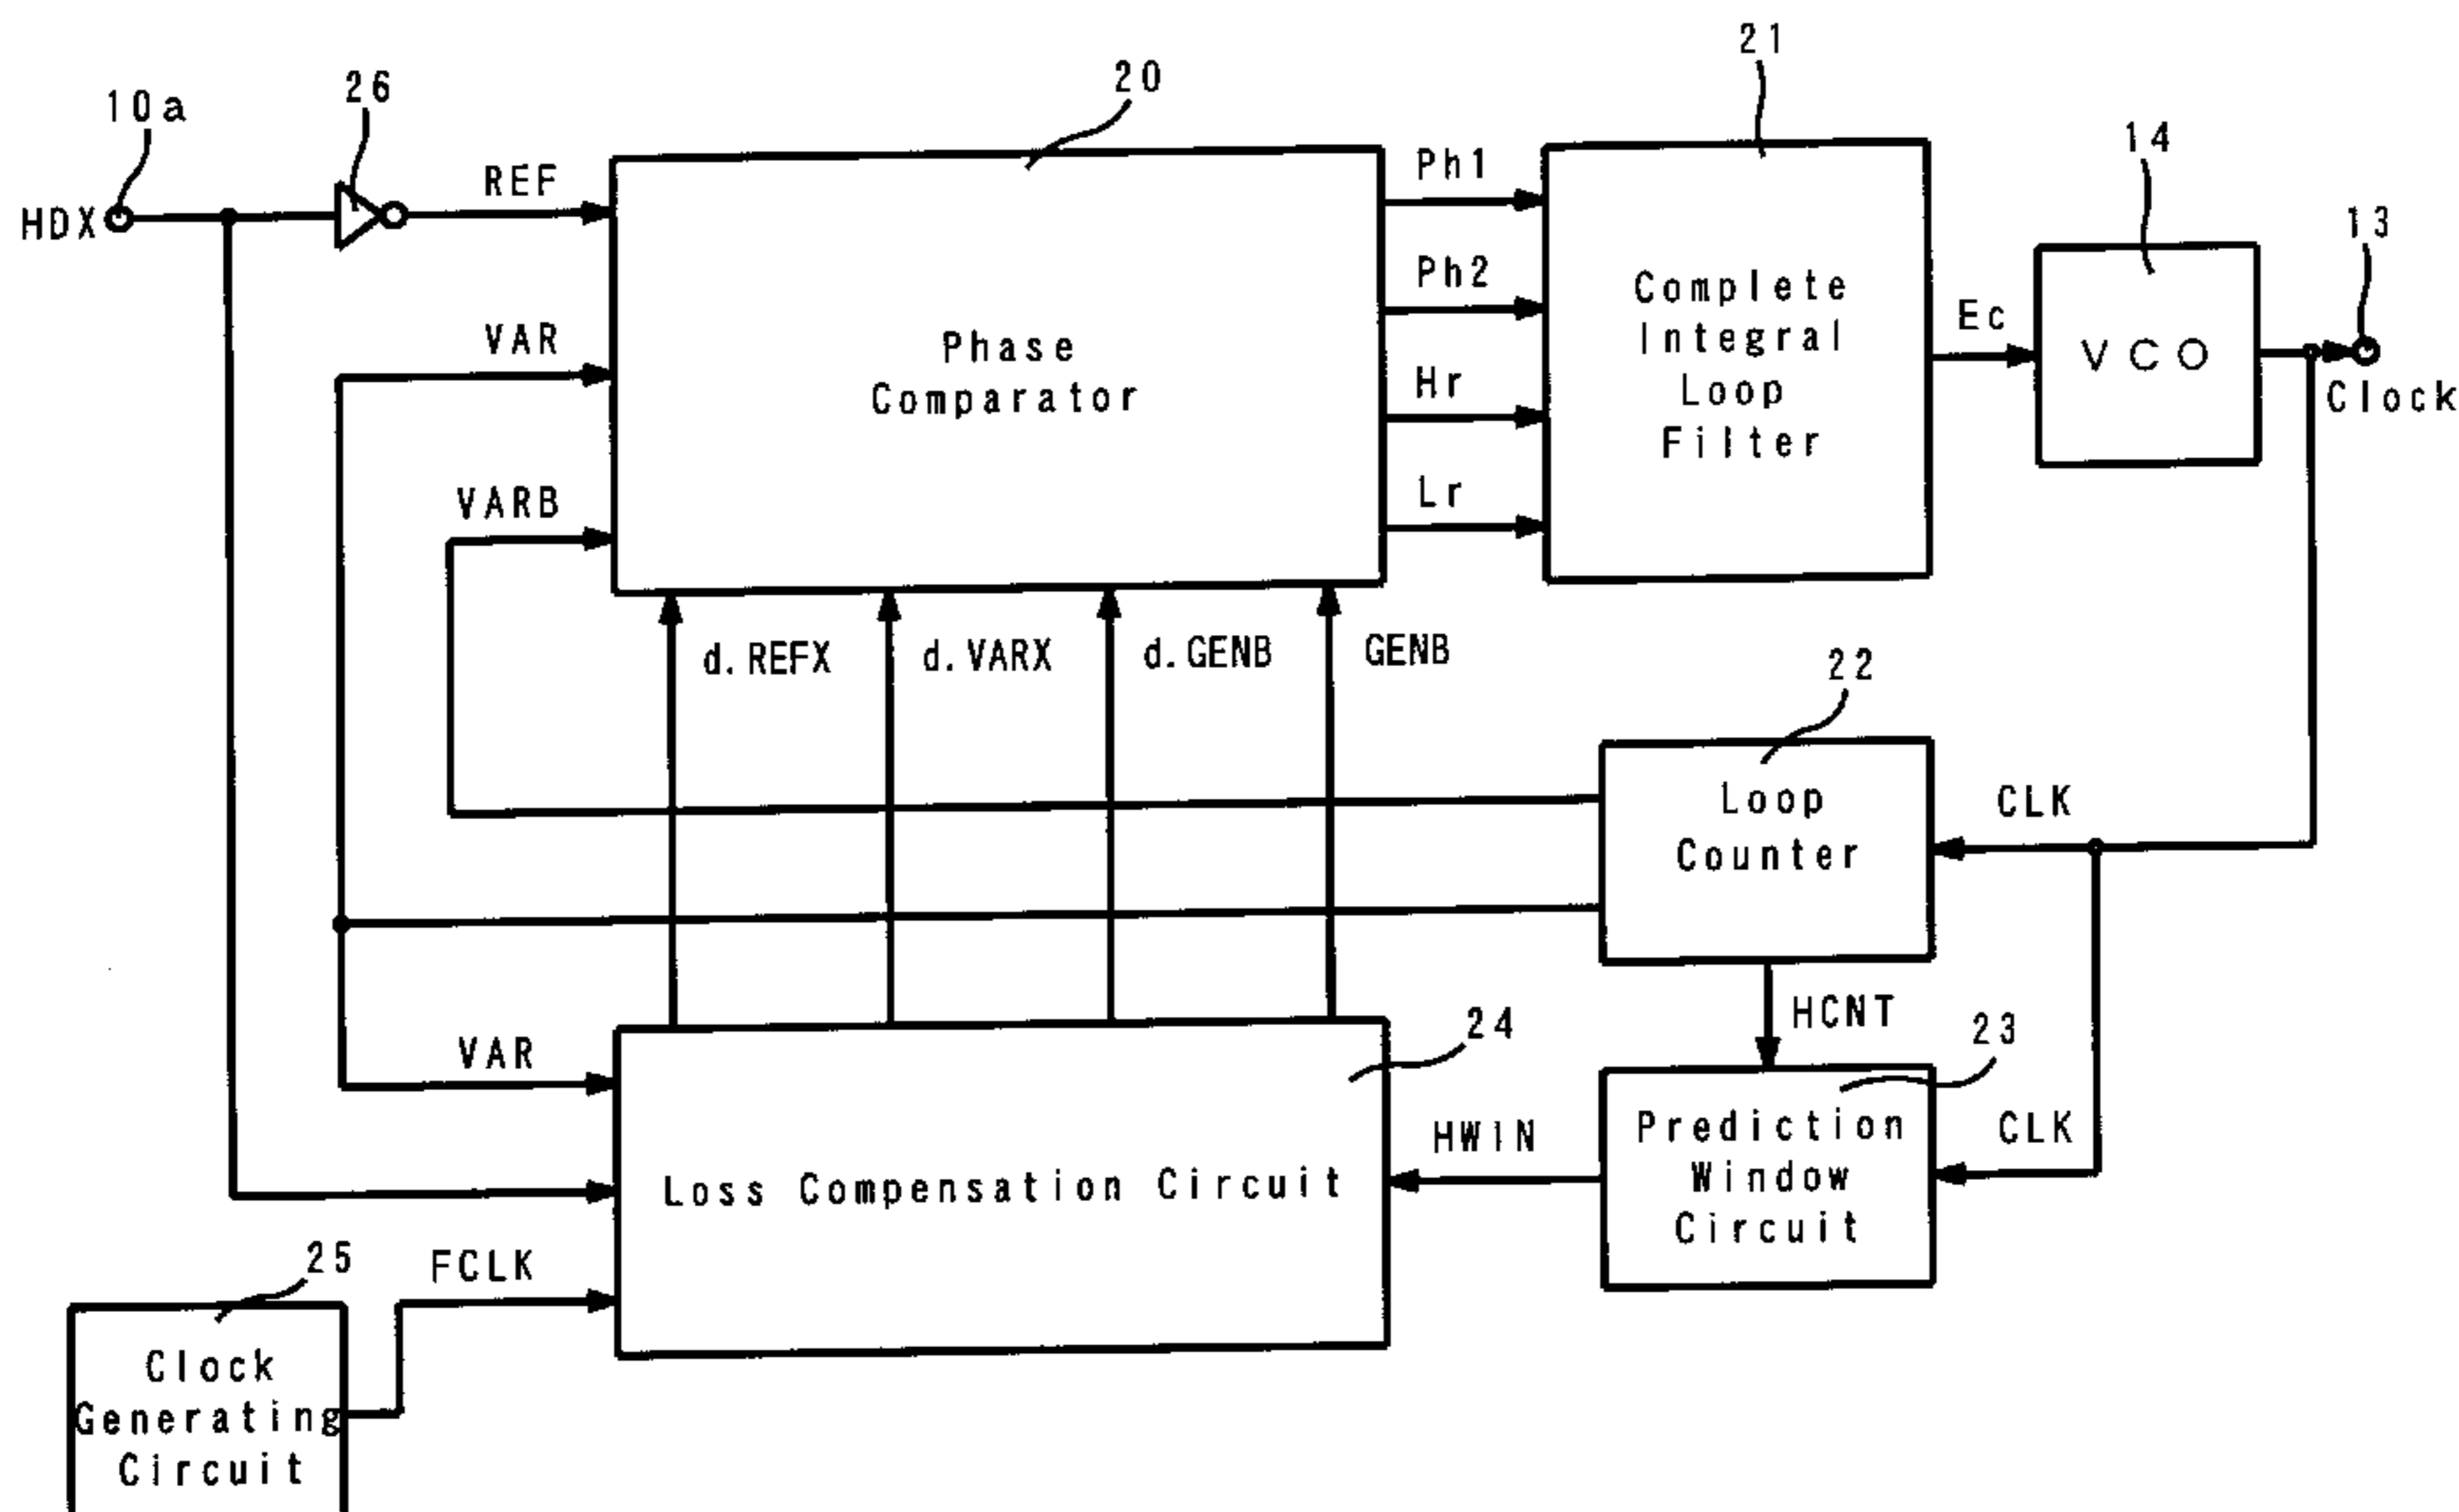 21
20
26
10a
14
13
HDX
REF
VAR
VARB
Phase
Comparator
Ph1
Ph2
Hr
Lr
Complete
Integral
Loop
Filter
Ec
VCO
Clock
d.REFX
d.VARX
d.GENB
GENB
22
Loop
Counter
CLK
HCNT
24
23
VAR
Loss Compensation Circuit
HWIN
Prediction
Window
Circuit
CLK
25
FCLK
Clock
Generating
Circuit